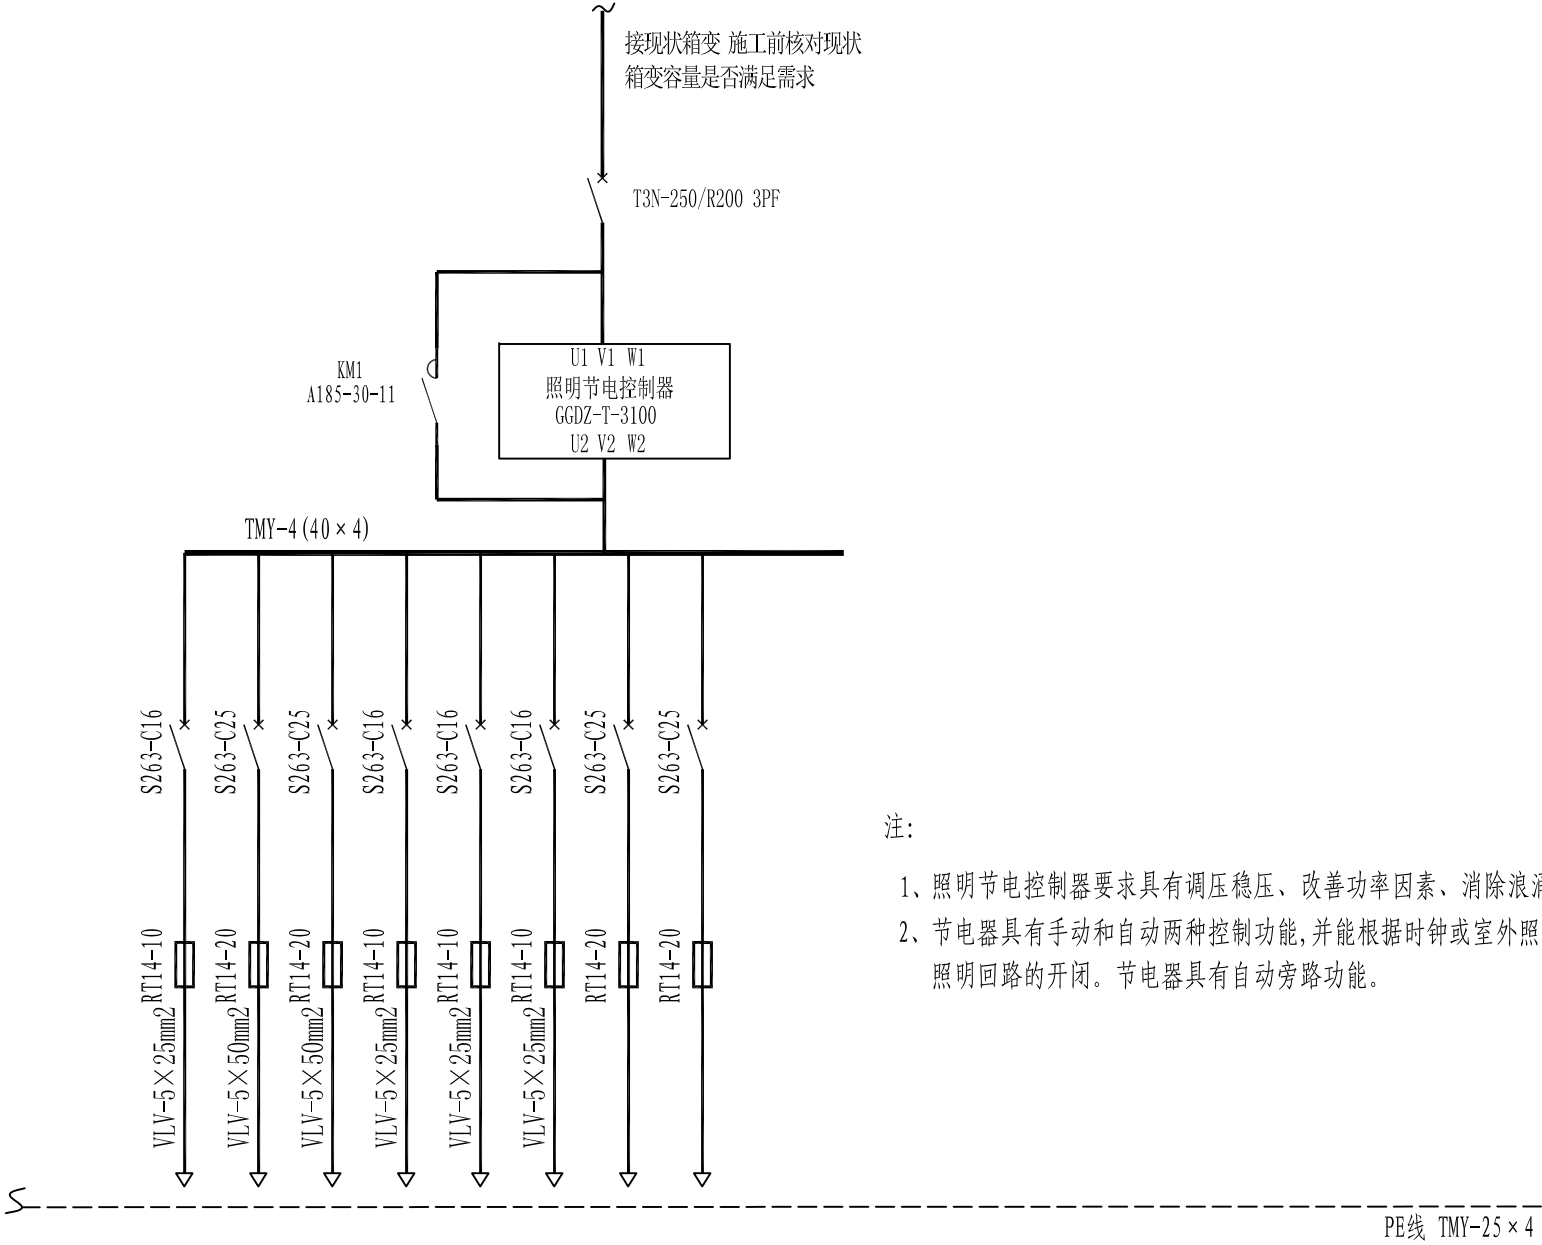 接现状箱变 施工前核对现状
箱变容量是否满足需求
T3N-250/R200 3PF
KM1
A185-30-11
U1 V1 W1
照明节电控制器
GGDZ-T-3100
U2 V2 W2
TMY-4(40×4)
S263-C16
S263-C25
S263-C25
S263-C16
S263-C16
S263-C16
S263-C25
S263-C25
注:
1、照明节电控制器要求具有调压稳压、改善功率因素、消除浪
2、节电器具有手动和自动两种控制功能,并能根据时钟或室外照
照明回路的开闭。节电器具有自动旁路功能。
RT14-10
RT14-20
RT14-20
RT14-10
RT14-10
RT14-10
RT14-20
RT14-20
VLV-5×25mm2
VLV-5×50mm2
VLV-5×50mm2
VLV-5×25mm2
VLV-5×25mm2
VLV-5×25mm2
PE线 TMY-25×4